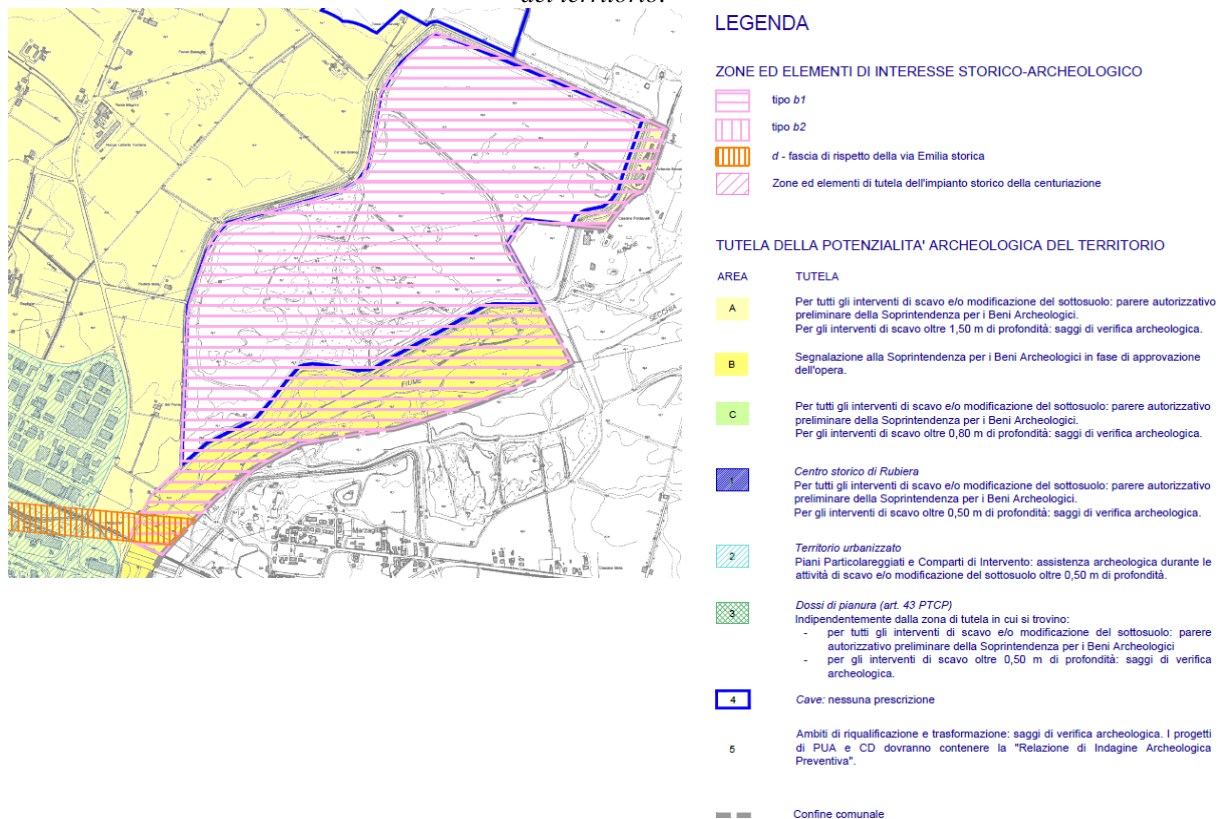 del territorio.
LEGENDA
ZONE ED ELEMENTI DI INTERESSE STORICO-ARCHEOLOGICO
tipo b1
tipo b2
d - fascia di rispetto della via Emilia storica
Zone ed elementi di tutela dell'impianto storico della centuriazione
TUTELA DELLA POTENZIALITA' ARCHEOLOGICA DEL TERRITORIO
AREA TUTELA
A Per tutti gli interventi di scavo e/o modificazione del sottosuolo: parere autorizzativo
preliminare della Soprintendenza per i Beni Archeologici.
Per gli interventi di scavo oltre 1,50 m di profondità: saggi di verifica archeologica.
B Segnalazione alla Soprintendenza per i Beni Archeologici in fase di approvazione
dell'opera.
C Per tutti gli interventi di scavo e/o modificazione del sottosuolo: parere autorizzativo
preliminare della Soprintendenza per i Beni Archeologici.
Per gli interventi di scavo oltre 0,80 m di profondità: saggi di verifica archeologica.
1 Centro storico di Rubiera
Per tutti gli interventi di scavo e/o modificazione del sottosuolo: parere autorizzativo
preliminare della Soprintendenza per i Beni Archeologici.
Per gli interventi di scavo oltre 0,50 m di profondità: saggi di verifica archeologica.
2 Territorio urbanizzato
Piani Particolareggiati e Comparti di Intervento: assistenza archeologica durante le
attività di scavo e/o modificazione del sottosuolo oltre 0,50 m di profondità.
3 Dossi di pianura (art. 43 PTCP)
Indipendentemente dalla zona di tutela in cui si trovino:
- per tutti gli interventi di scavo e/o modificazione del sottosuolo: parere
autorizzativo preliminare della Soprintendenza per i Beni Archeologici
- per gli interventi di scavo oltre 0,50 m di profondità: saggi di verifica
archeologica.
4 Cave: nessuna prescrizione
5 Ambiti di riqualificazione e trasformazione: saggi di verifica archeologica. I progetti
di PUA e CD dovranno contenere la "Relazione di Indagine Archeologica
Preventiva".
Confine comunale
SECCHIA
FIUME
Marzaglia